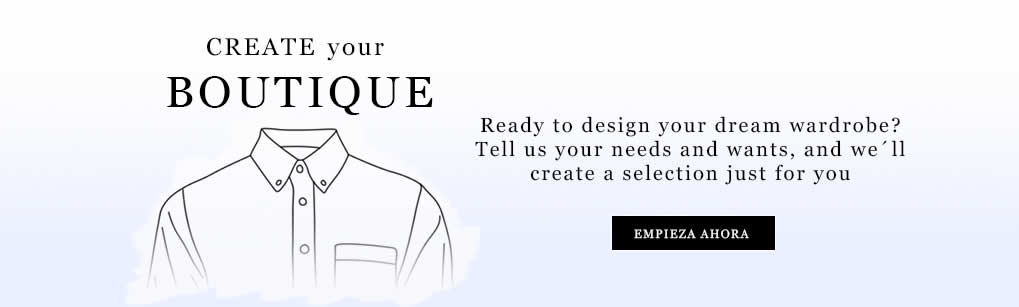 CREATE your
BOUTIQUE
Ready to design your dream wardrobe?
Tell us your needs and wants, and we´ll
create a selection just for you
EMPIEZA AHORA